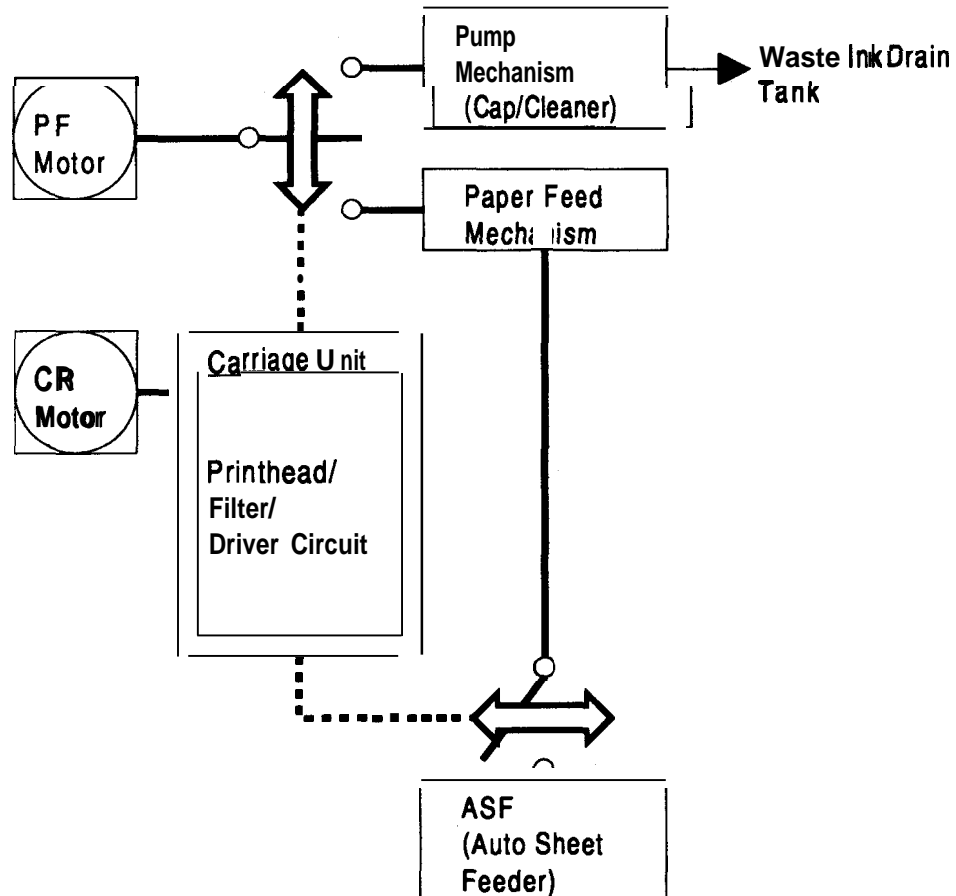 Pump
Mechanism
(Cap/Cleaner)
Waste Ink Drain
Tank
PF
Motor
Paper Feed
CR
Motor
Carriage Unit
Printhead/
Filter/
Driver Circuit
ASF
(Auto Sheet
Feeder)